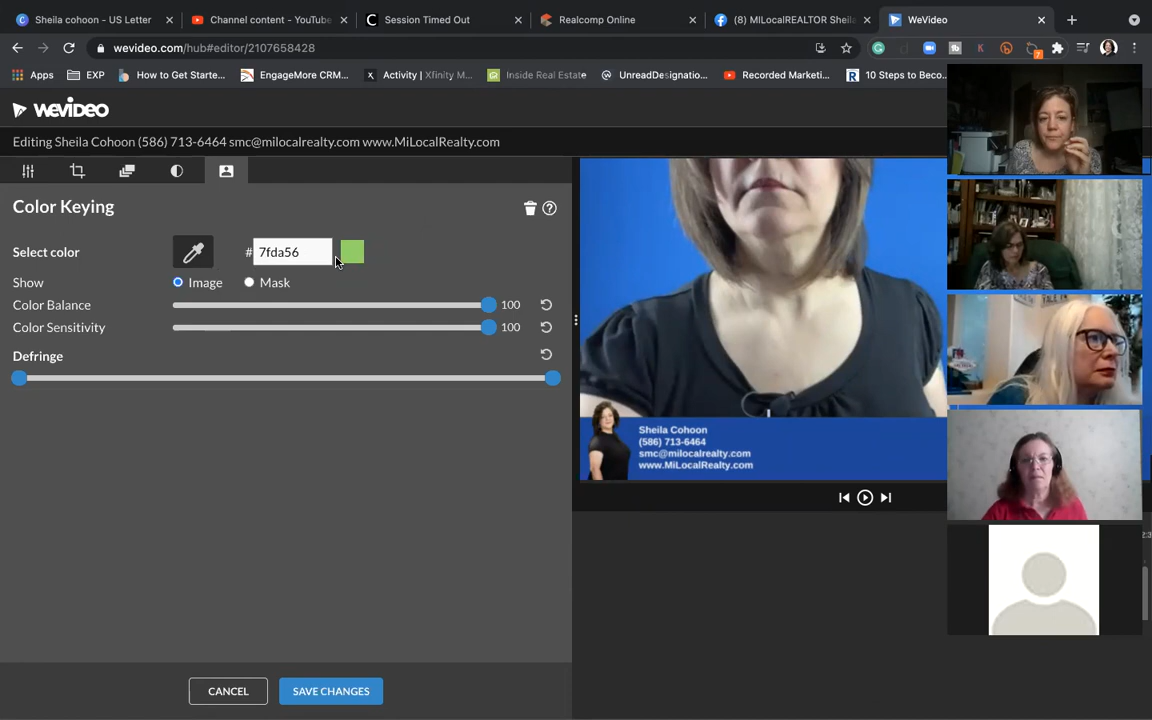 Sheila cohoon - US Letter
Channel content - YouTube
Session Timed Out
Realcomp Online
(8) MILocalREALTOR Sheila
WeVideo
wevideo.com/hub#editor/2107658428
Apps
EXP
How to Get Starte...
EngageMore CRM...
Activity | Xfinity M...
Inside Real Estate
UnreadDesignatio...
Recorded Marketi...
10 Steps to Beco...
wevideo
Editing Sheila Cohoon (586) 713-6464 smc@milocalrealty.com www.MiLocalRealty.com
Color Keying
Select color
# 7fda56
Show
Image
Mask
Color Balance
100
Color Sensitivity
100
Defringe
Sheila Cohoon
(586) 713-6464
smc@milocalrealty.com
www.MiLocalRealty.com
CANCEL
SAVE CHANGES